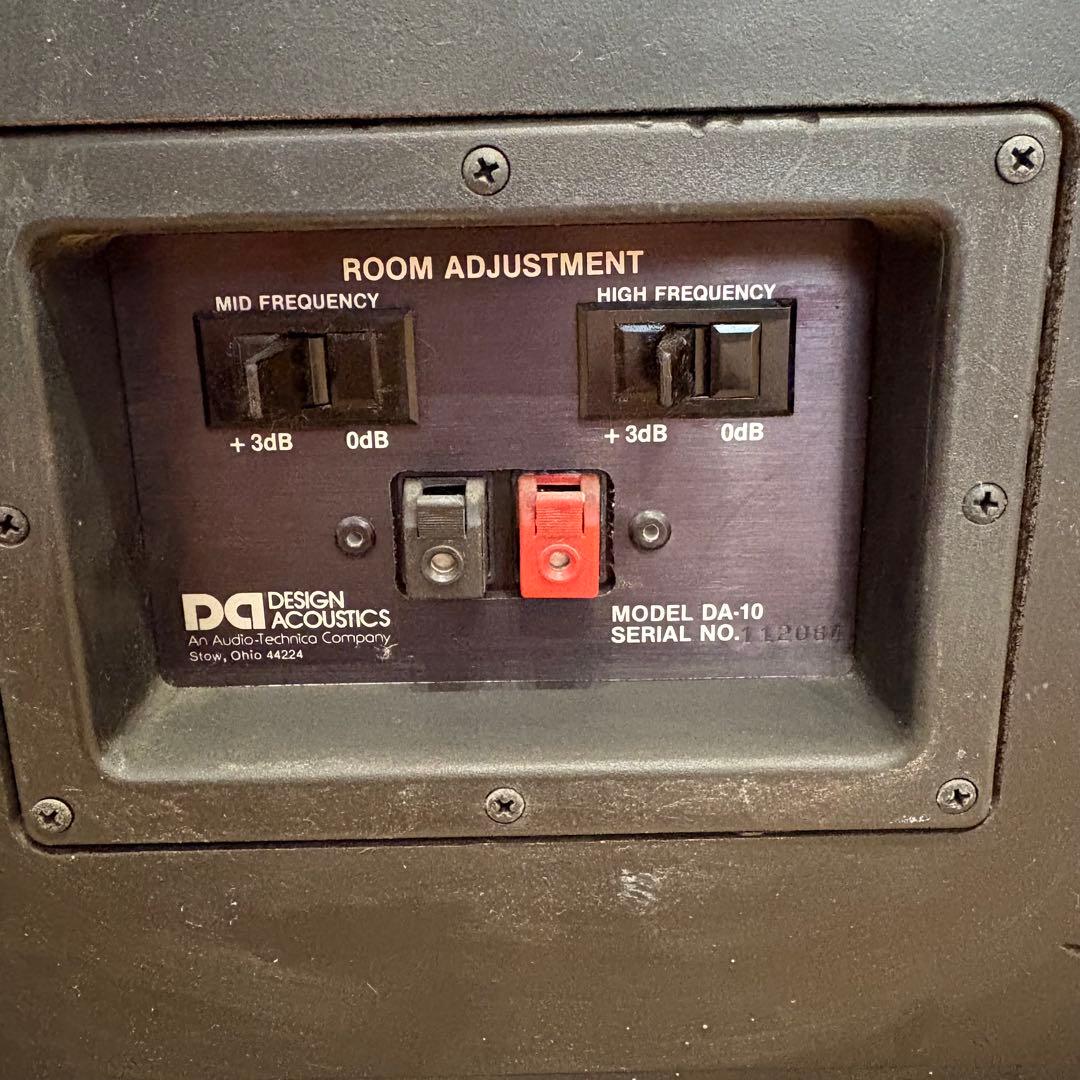 ROOM ADJUSTMENT
MID FREQUENCY
HIGH FREQUENCY
+3dB 0dB
+3dB 0dB
DA DESIGN
ACOUSTICS
An Audio-Technica Company
Stow, Ohio 44224
MODEL DA-10
SERIAL NO.